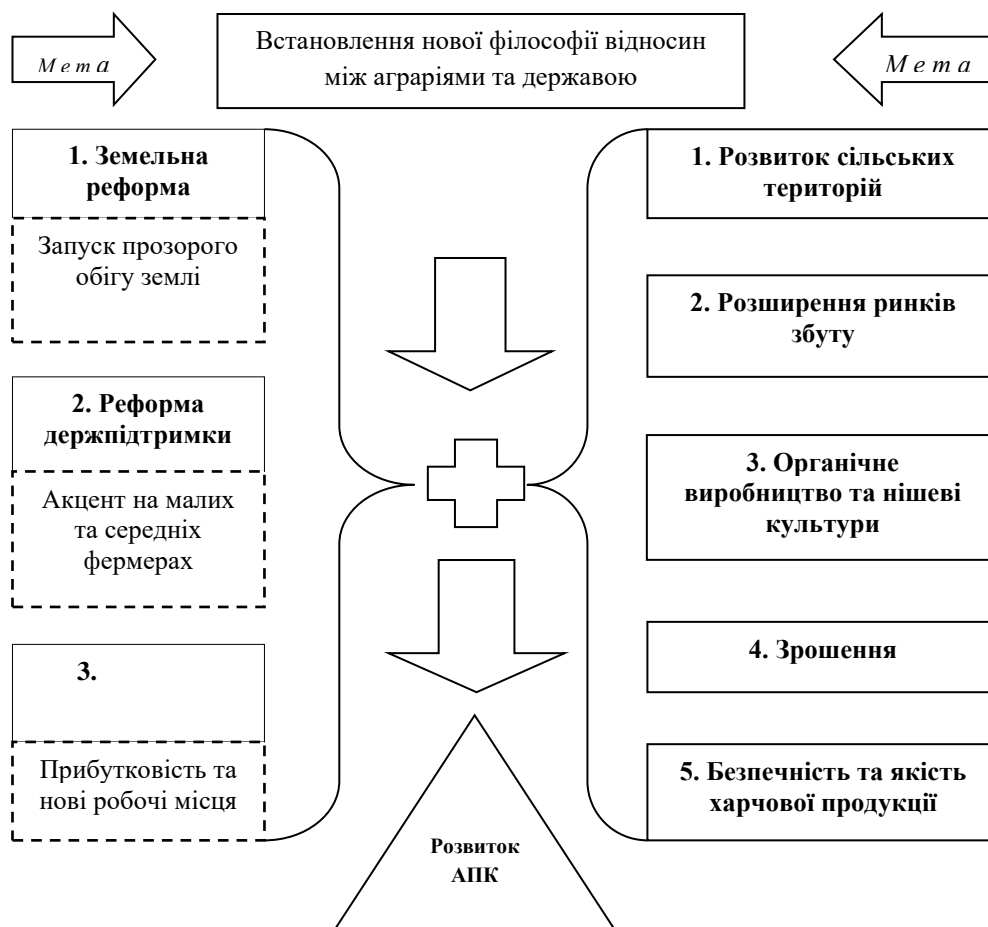 Мета
Встановлення нової філософії відносин
між аграріями та державою
Мета
1. Земельна
реформа
Запуск прозорого
обігу землі
2. Реформа
держпідтримки
Акцент на малих
та середніх
фермерах
3.
Прибутковість та
нові робочі місця
1. Розвиток сільських
територій
2. Розширення ринків
збуту
3. Органічне
виробництво та нішеві
культури
4. Зрошення
5. Безпечність та якість
харчової продукції
Розвиток
АПК